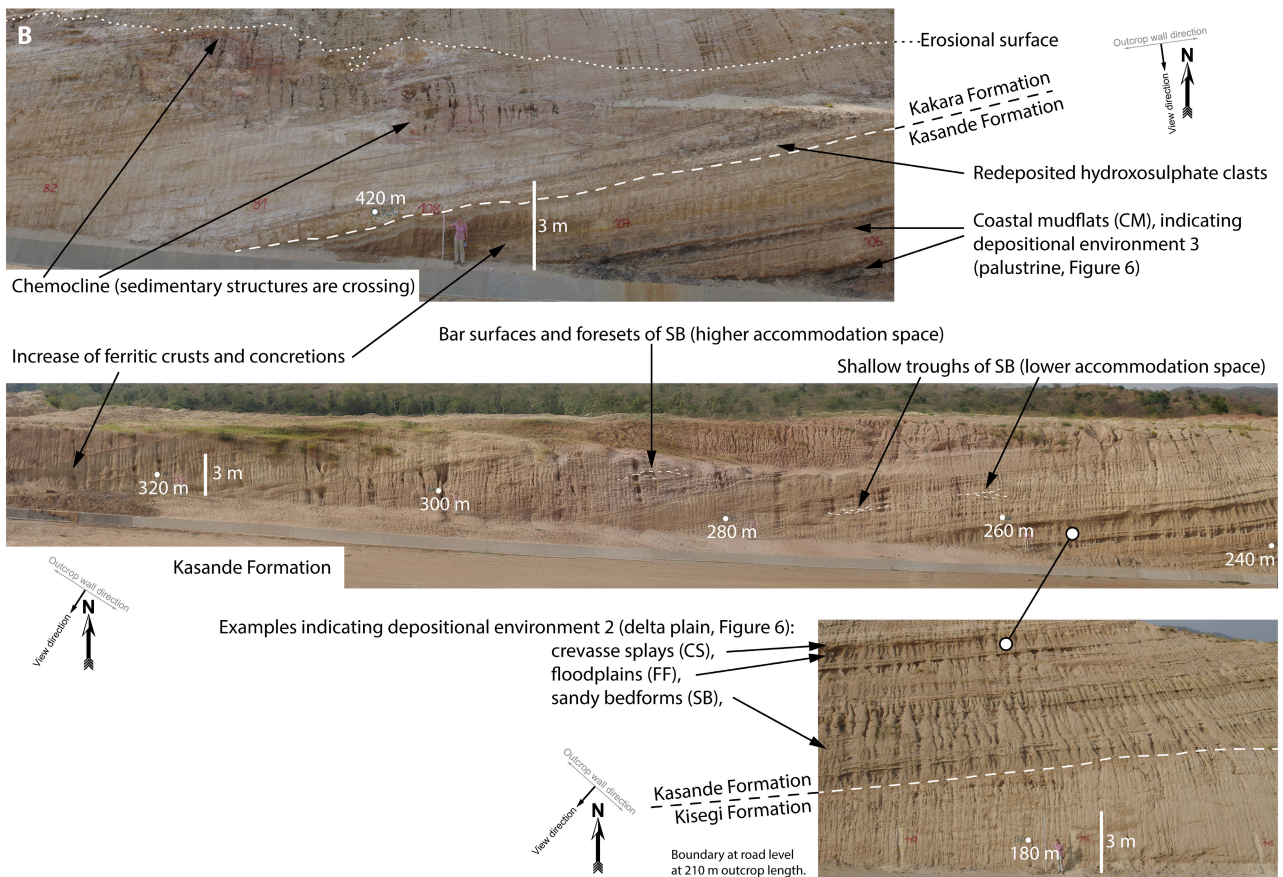 B
Erosional surface
Outcrop wall direction
N
View direction
Kakara Formation
Kasande Formation
Redeposited hydroxosulphate clasts
82
81
420 m
108
3 m
107
106
Coastal mudflats (CM), indicating
depositional environment 3
(palustrine, Figure 6)
Chemocline (sedimentary structures are crossing)
Increase of ferritic crusts and concretions
Bar surfaces and foresets of SB (higher accommodation space)
Shallow troughs of SB (lower accommodation space)
320 m
3 m
300 m
280 m
260 m
240 m
Kasande Formation
Outcrop wall direction
N
View direction
Examples indicating depositional environment 2 (delta plain, Figure 6):
crevasse splays (CS),
floodplains (FF),
sandy bedforms (SB),
Outcrop wall direction
N
View direction
Kasande Formation
Kisegi Formation
Boundary at road level
at 210 m outcrop length.
180 m
3 m